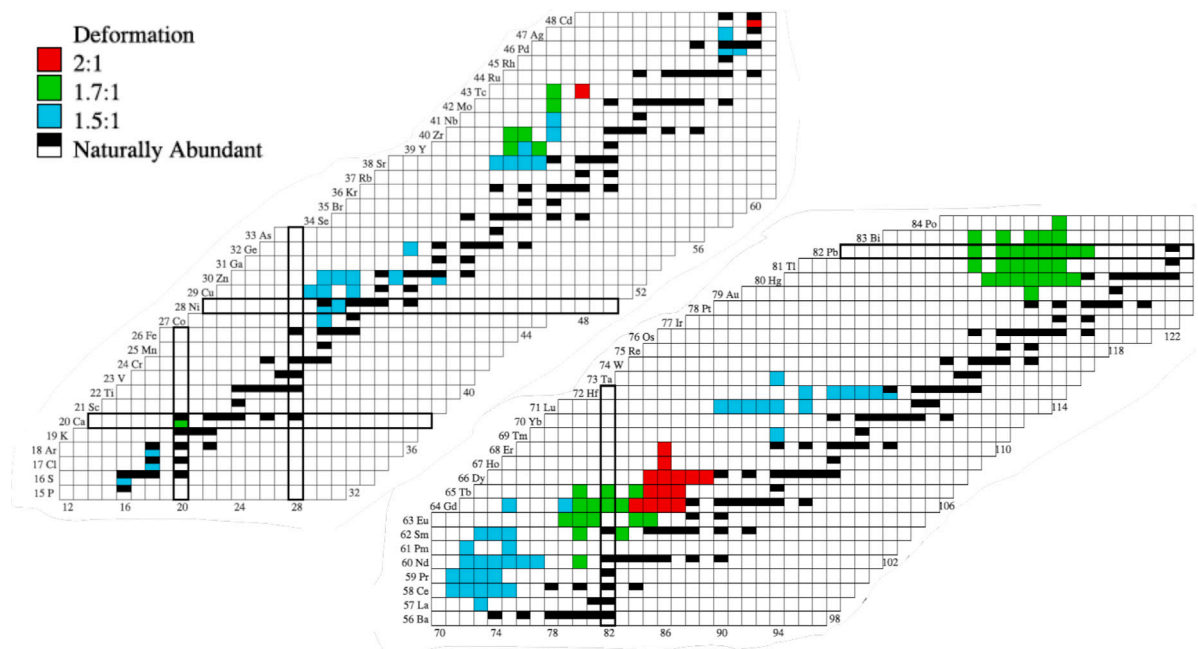 Deformation
2:1
1.7:1
1.5:1
Naturally Abundant
48 Cd
47 Ag
46 Pd
45 Rh
44 Ru
43 Tc
42 Mo
41 Nb
40 Zr
39 Y
38 Sr
37 Rb
36 Kr
35 Br
34 Se
33 As
32 Ge
31 Ga
30 Zn
29 Cu
28 Ni
27 Co
26 Fe
25 Mn
24 Cr
23 V
22 Ti
21 Sc
20 Ca
19 K
18 Ar
17 Cl
16 S
15 P
12 16 20 24 28 32 36 40 44 48 52 56 60
84 Po
83 Bi
82 Pb
81 Tl
80 Hg
79 Au
78 Pt
77 Ir
76 Os
75 Re
74 W
73 Ta
72 Hf
71 Lu
70 Yb
69 Tm
68 Er
67 Ho
66 Dy
65 Tb
64 Gd
63 Eu
62 Sm
61 Pm
60 Nd
59 Pr
58 Ce
57 La
56 Ba
70 74 78 82 86 90 94 98 102 106 110 114 118 122